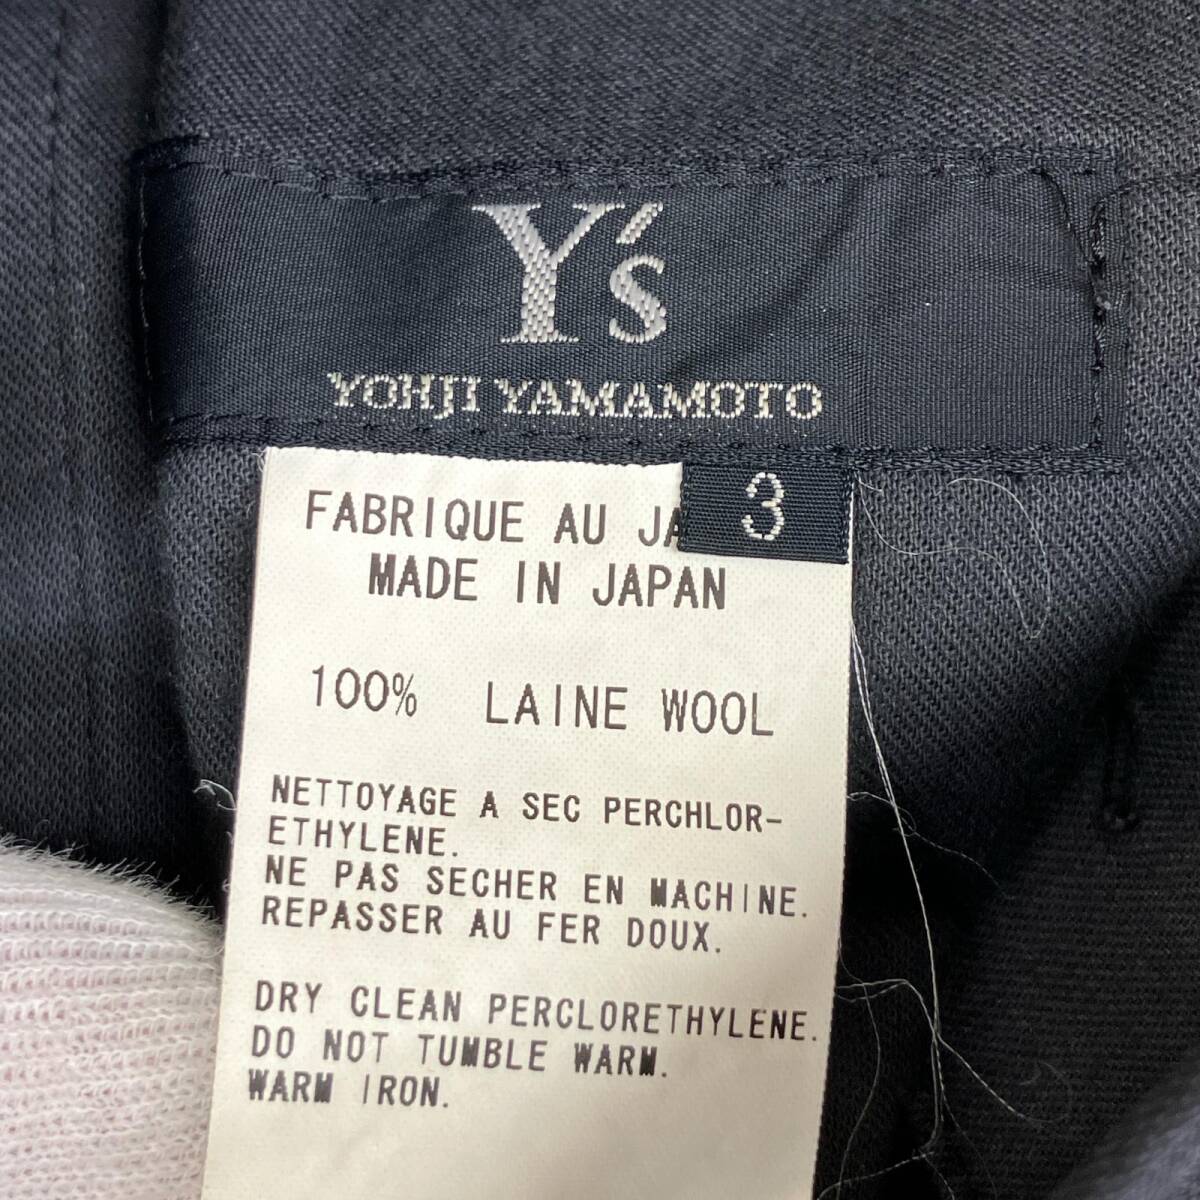 Y's
YOHJI YAMAMOTO
3
FABRIQUE AU
MADE IN JAPAN
100% LAINE WOOL
NETTOYAGE A SEC PERCHLOR-
ETHYLENE.
NE PAS SECHER EN MACHINE.
REPASSER AU FER DOUX.
DRY CLEAN PERCLORETHYLENE.
DO NOT TUMBLE WARM.
WARM IRON.